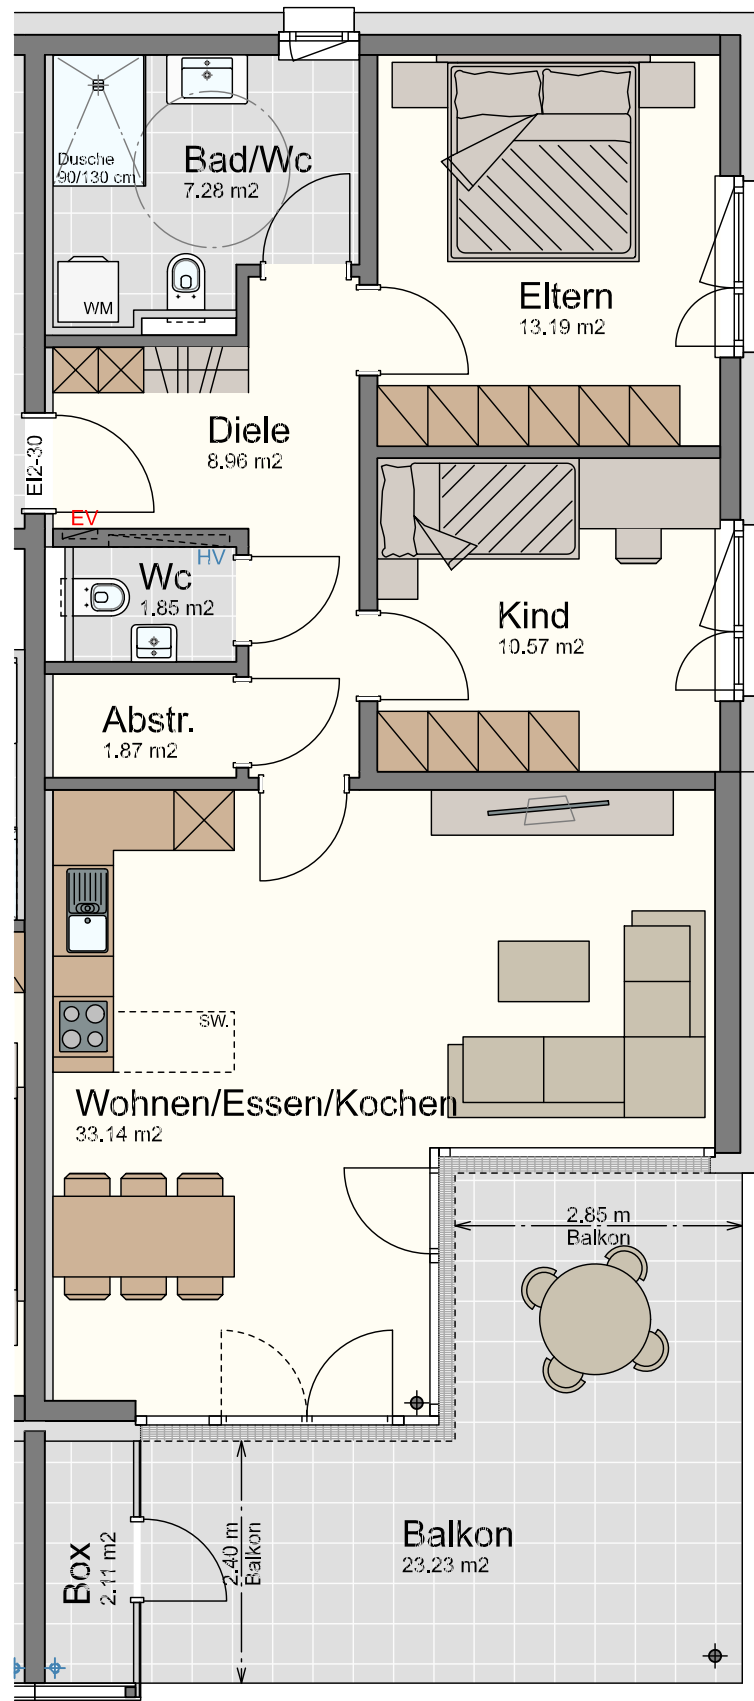 Dusche
90/130 cm
Bad/Wc
7.28 m2
WM
Eltern
13.19 m2
Diele
8.96 m2
EI2-30
EV
HV
Wc
1.85 m2
Kind
10.57 m2
Abstr.
1.87 m2
SW.
Wohnen/Essen/Kochen
33.14 m2
2.85 m
Balkon
2.40 m
Balkon
Balkon
23.23 m2
Box
2.11 m2